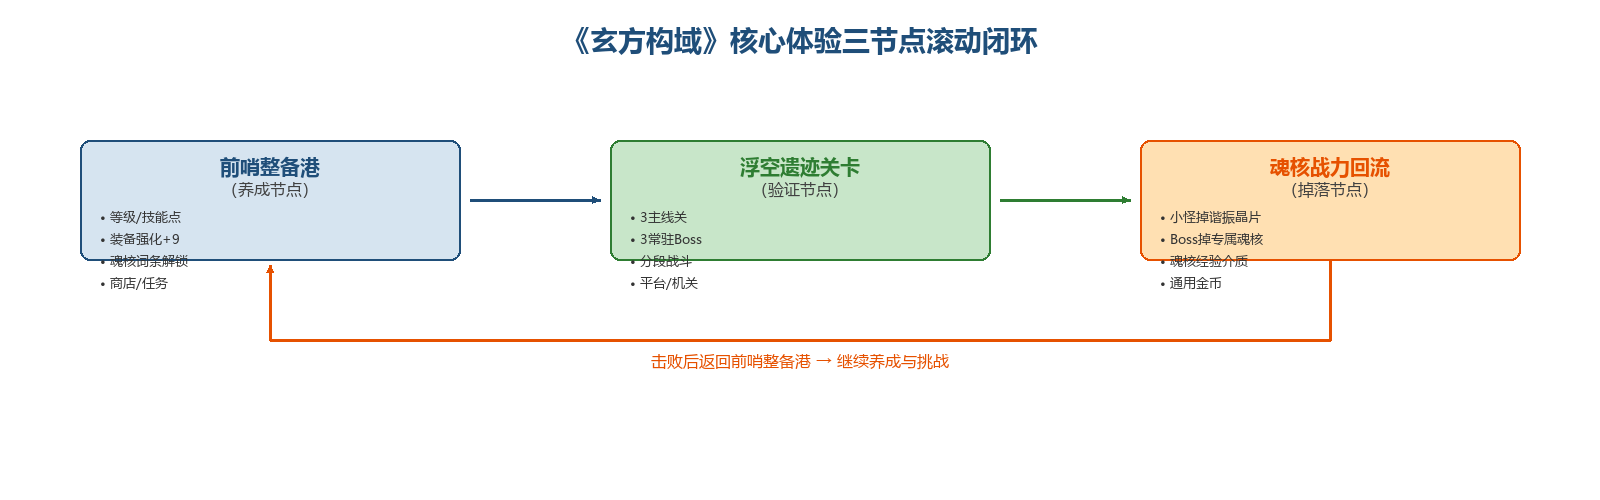 《玄方构域》核心体验三节点滚动闭环
前哨整备港
(养成节点)
• 等级/技能点
• 装备强化+9
• 魂核词条解锁
• 商店/任务
浮空遗迹关卡
(验证节点)
• 3主线关
• 3常驻Boss
• 分段战斗
• 平台/机关
魂核战力回流
(掉落节点)
• 小怪掉谐振晶片
• Boss掉专属魂核
• 魂核经验介质
• 通用金币
击败后返回前哨整备港 → 继续养成与挑战